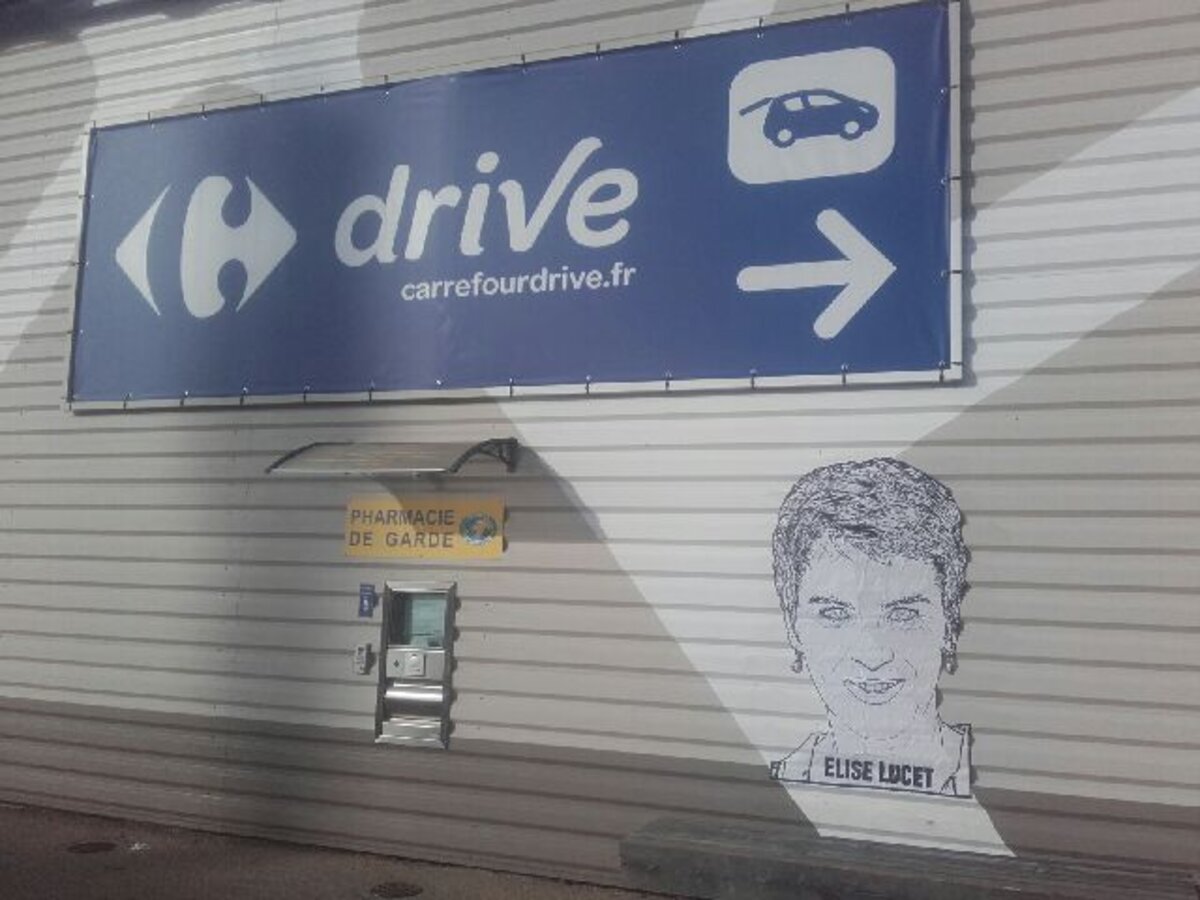 drive
carrefourdrive.fr
PHARMACIE
DE GARDE
ELISE LUCET